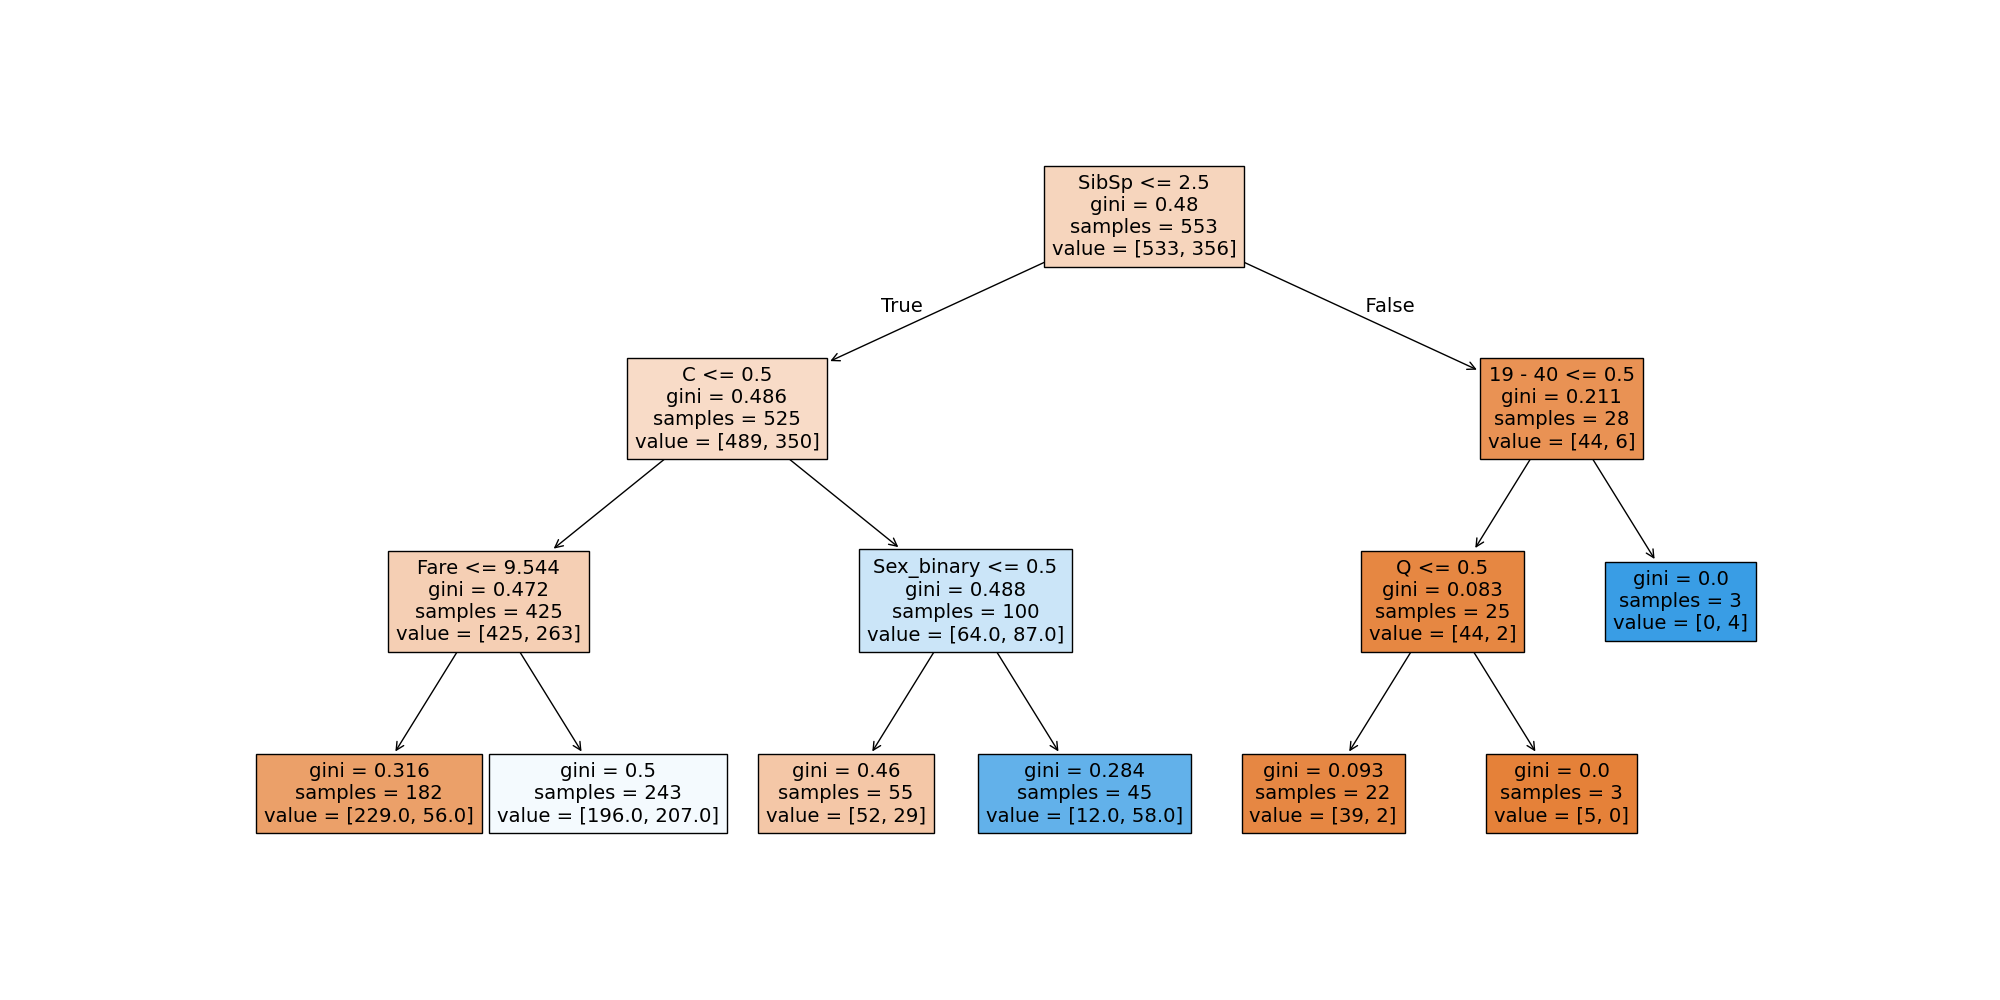 SibSp <= 2.5
gini = 0.48
samples = 553
value = [533, 356]
True
False
C <= 0.5
gini = 0.486
samples = 525
value = [489, 350]
19 - 40 <= 0.5
gini = 0.211
samples = 28
value = [44, 6]
Fare <= 9.544
gini = 0.472
samples = 425
value = [425, 263]
Sex_binary <= 0.5
gini = 0.488
samples = 100
value = [64.0, 87.0]
Q <= 0.5
gini = 0.083
samples = 25
value = [44, 2]
gini = 0.0
samples = 3
value = [0, 4]
gini = 0.316
samples = 182
value = [229.0, 56.0]
gini = 0.5
samples = 243
value = [196.0, 207.0]
gini = 0.46
samples = 55
value = [52, 29]
gini = 0.284
samples = 45
value = [12.0, 58.0]
gini = 0.093
samples = 22
value = [39, 2]
gini = 0.0
samples = 3
value = [5, 0]